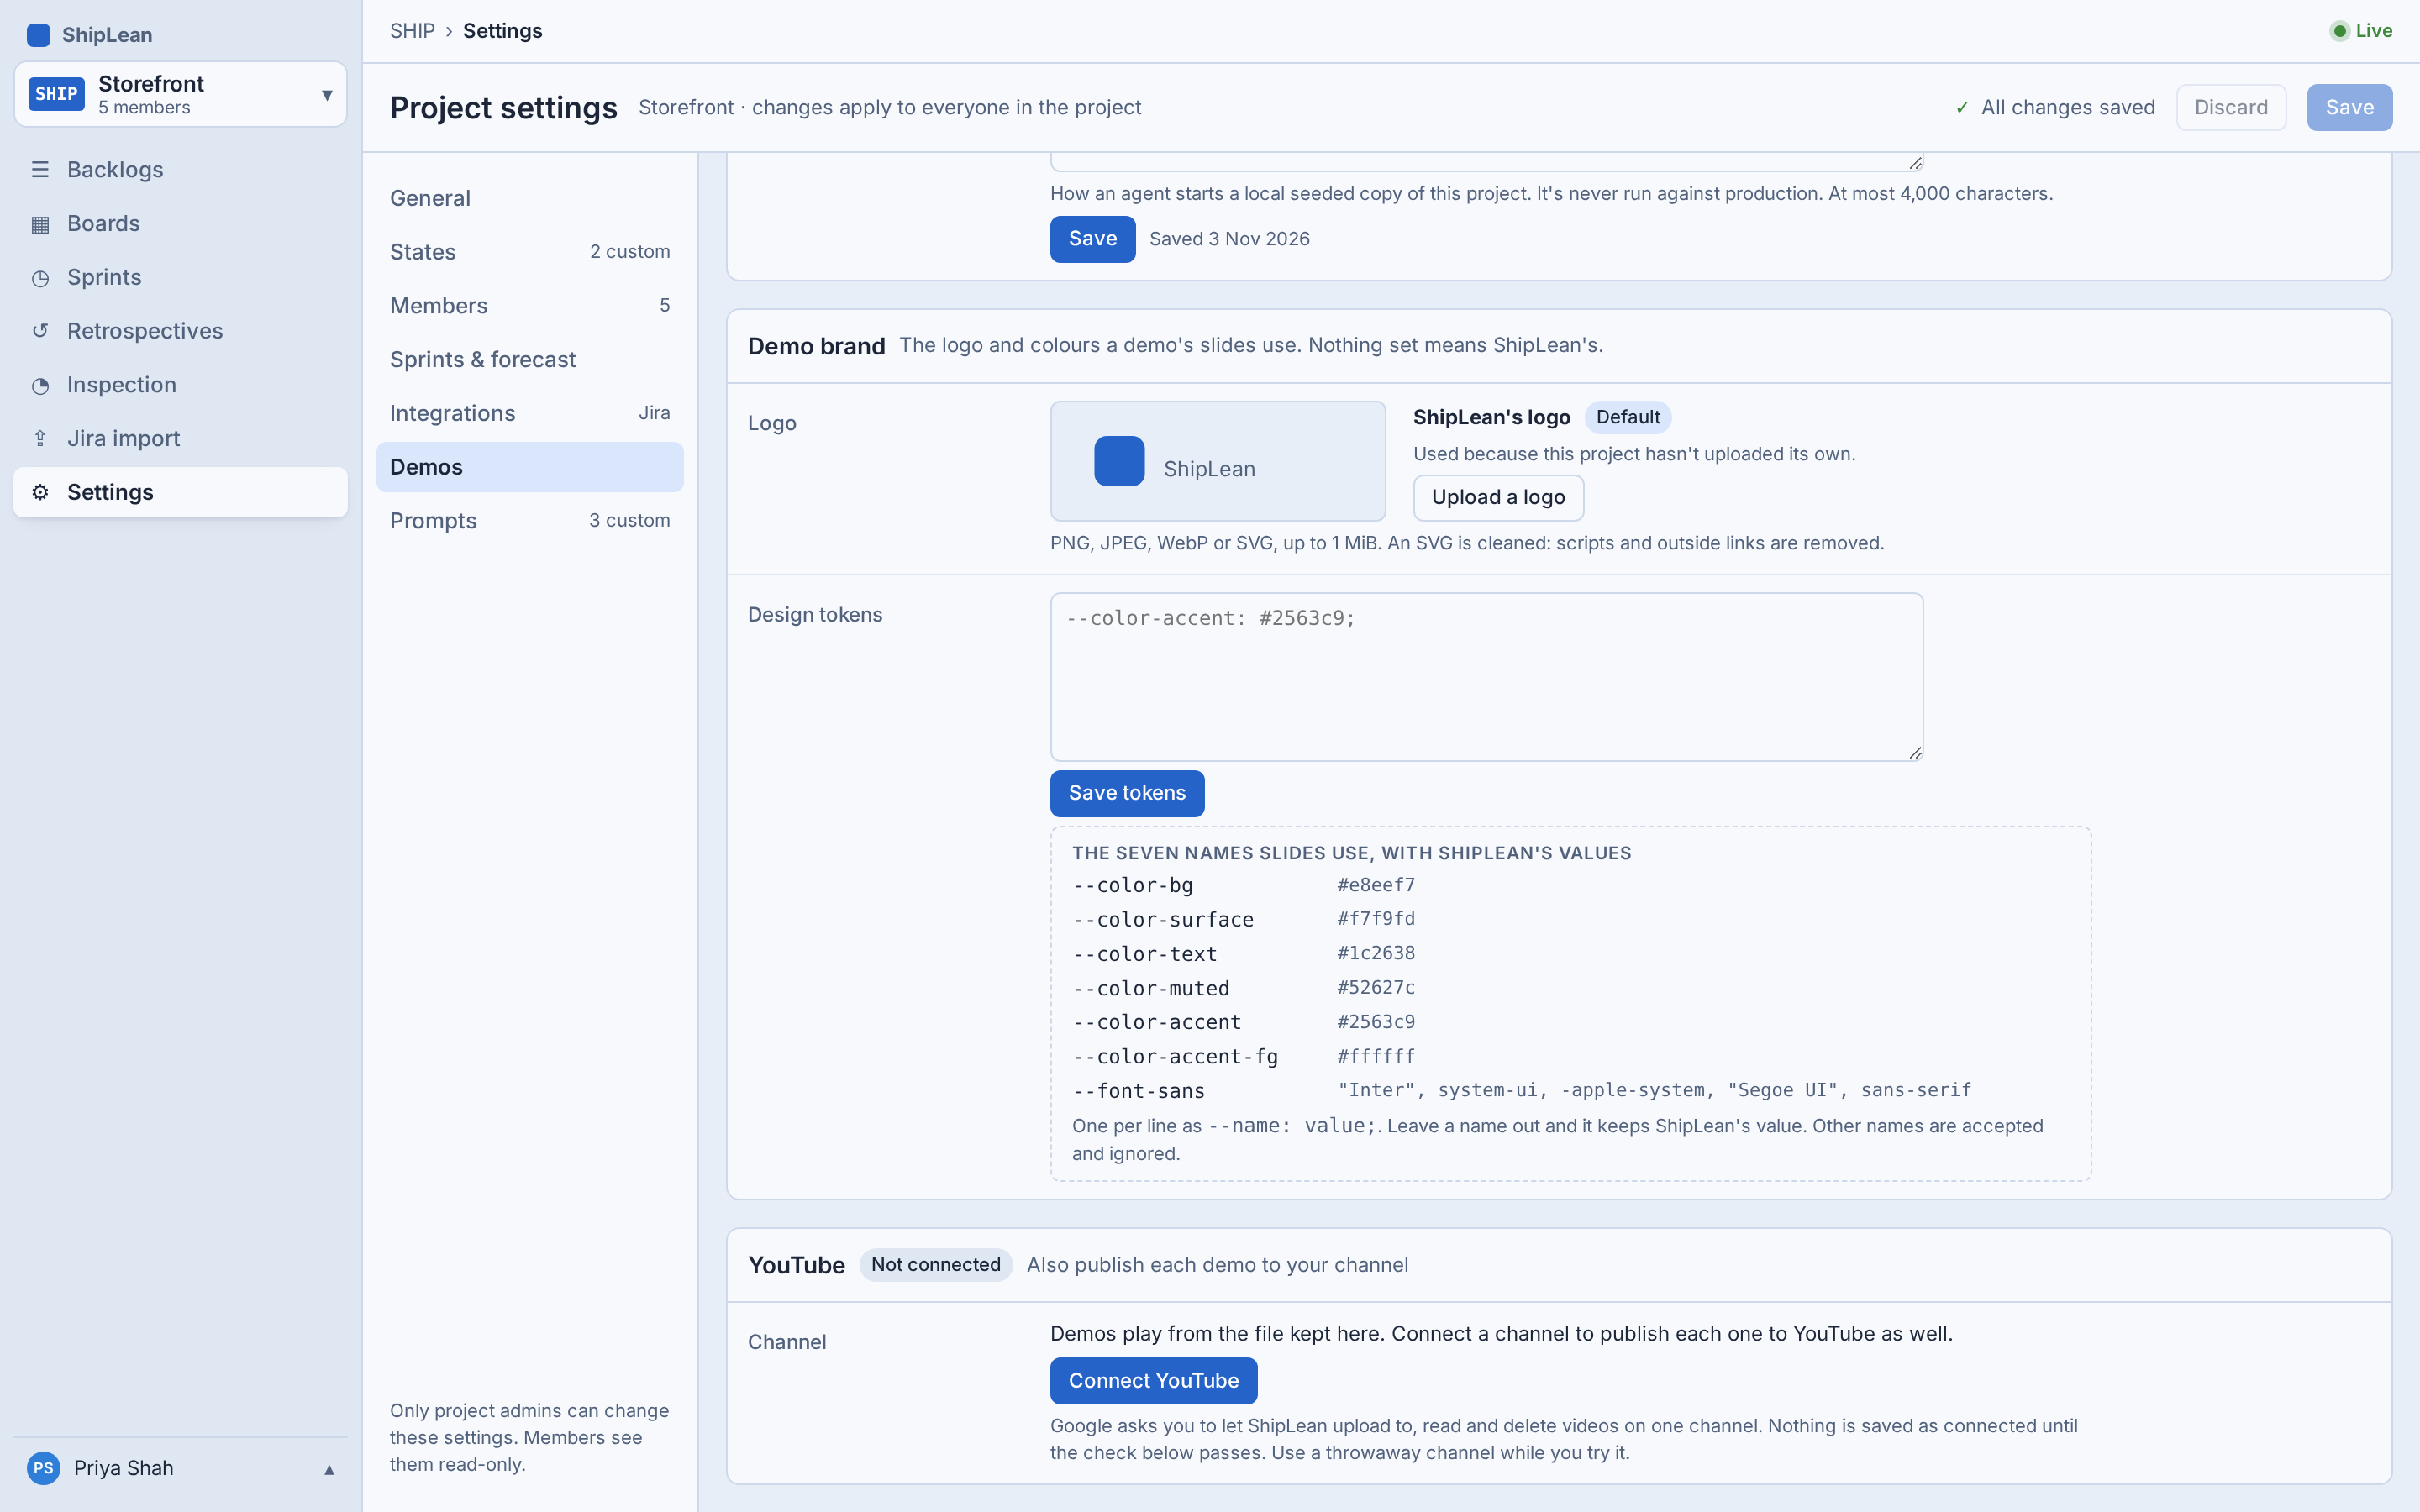 ShipLean
SHIP
Storefront
5 members
▼
Backlogs
Boards
Sprints
Retrospectives
Inspection
Jira import
Settings
PS
Priya Shah
▲
SHIP › Settings
Live
Project settings
Storefront · changes apply to everyone in the project
✓ All changes saved
Discard
Save
General
States
2 custom
Members
5
Sprints & forecast
Integrations
Jira
Demos
Prompts
3 custom
Only project admins can change
these settings. Members see
them read-only.
How an agent starts a local seeded copy of this project. It's never run against production. At most 4,000 characters.
Save
Saved 3 Nov 2026
Demo brand
The logo and colours a demo's slides use. Nothing set means ShipLean's.
Logo
ShipLean
ShipLean's logo
Default
Used because this project hasn't uploaded its own.
Upload a logo
PNG, JPEG, WebP or SVG, up to 1 MiB. An SVG is cleaned: scripts and outside links are removed.
Design tokens
--color-accent: #2563c9;
Save tokens
THE SEVEN NAMES SLIDES USE, WITH SHIPLEAN'S VALUES
--color-bg #e8eef7
--color-surface #f7f9fd
--color-text #1c2638
--color-muted #52627c
--color-accent #2563c9
--color-accent-fg #ffffff
--font-sans "Inter", system-ui, -apple-system, "Segoe UI", sans-serif
One per line as --name: value;. Leave a name out and it keeps ShipLean's value. Other names are accepted
and ignored.
YouTube
Not connected
Also publish each demo to your channel
Channel
Demos play from the file kept here. Connect a channel to publish each one to YouTube as well.
Connect YouTube
Google asks you to let ShipLean upload to, read and delete videos on one channel. Nothing is saved as connected until
the check below passes. Use a throwaway channel while you try it.